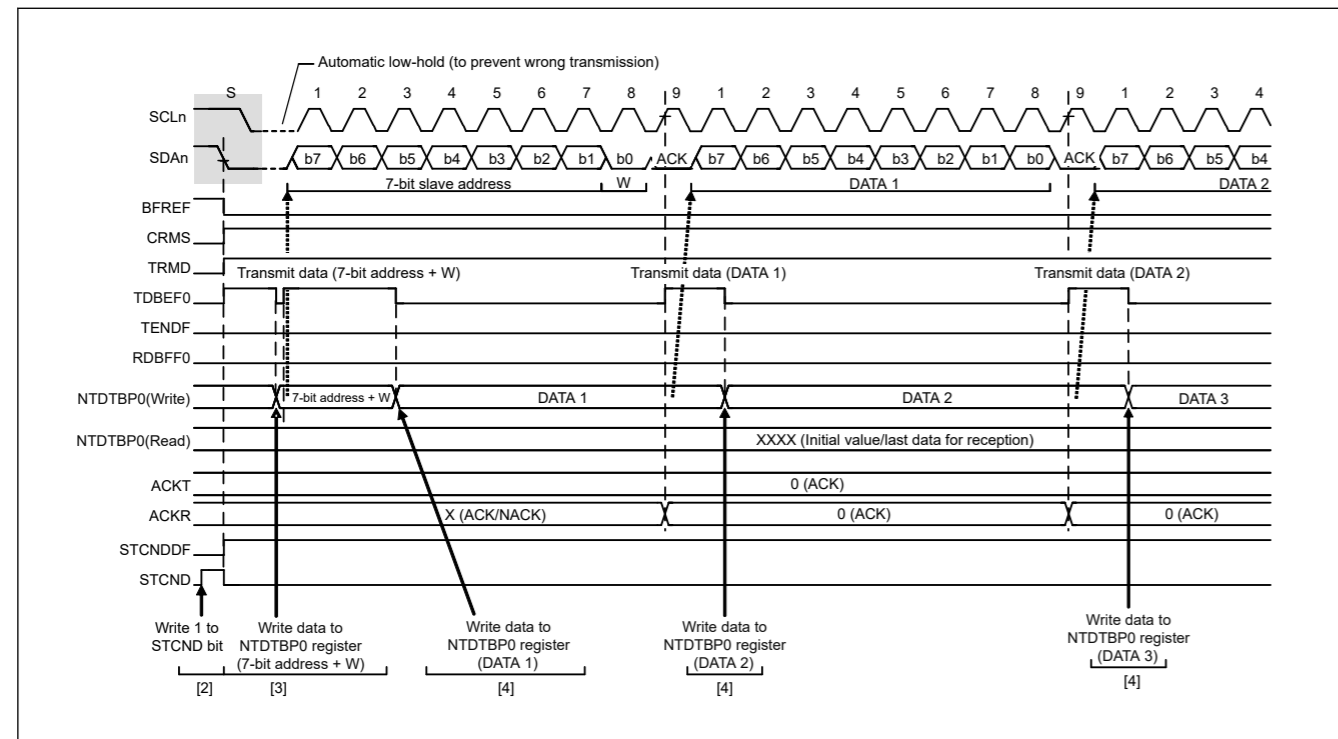 Automatic low-hold (to prevent wrong transmission)
S 1 2 3 4 5 6 7 8 9 1 2 3 4 5 6 7 8 9 1 2 3 4
SCLn
SDAn b7 b6 b5 b4 b3 b2 b1 b0 ACK b7 b6 b5 b4 b3 b2 b1 b0 ACK b7 b6 b5 b4
7-bit slave address W DATA 1 DATA 2
BFREF
CRMS
TRMD
Transmit data (7-bit address + W) Transmit data (DATA 1) Transmit data (DATA 2)
TDBEF0
TENDF
RDBFF0
NTDTBP0(Write) 7-bit address + W DATA 1 DATA 2 DATA 3
NTDTBP0(Read) XXXX (Initial value/last data for reception)
ACKT 0 (ACK)
ACKR X (ACK/NACK) 0 (ACK) 0 (ACK)
STCNDDF
STCND
Write 1 to
STCND bit
[2]
Write data to
NTDTBP0 register
(7-bit address + W)
[3]
Write data to
NTDTBP0 register
(DATA 1)
[4]
Write data to
NTDTBP0 register
(DATA 2)
[4]
Write data to
NTDTBP0 register
(DATA 3)
[4]